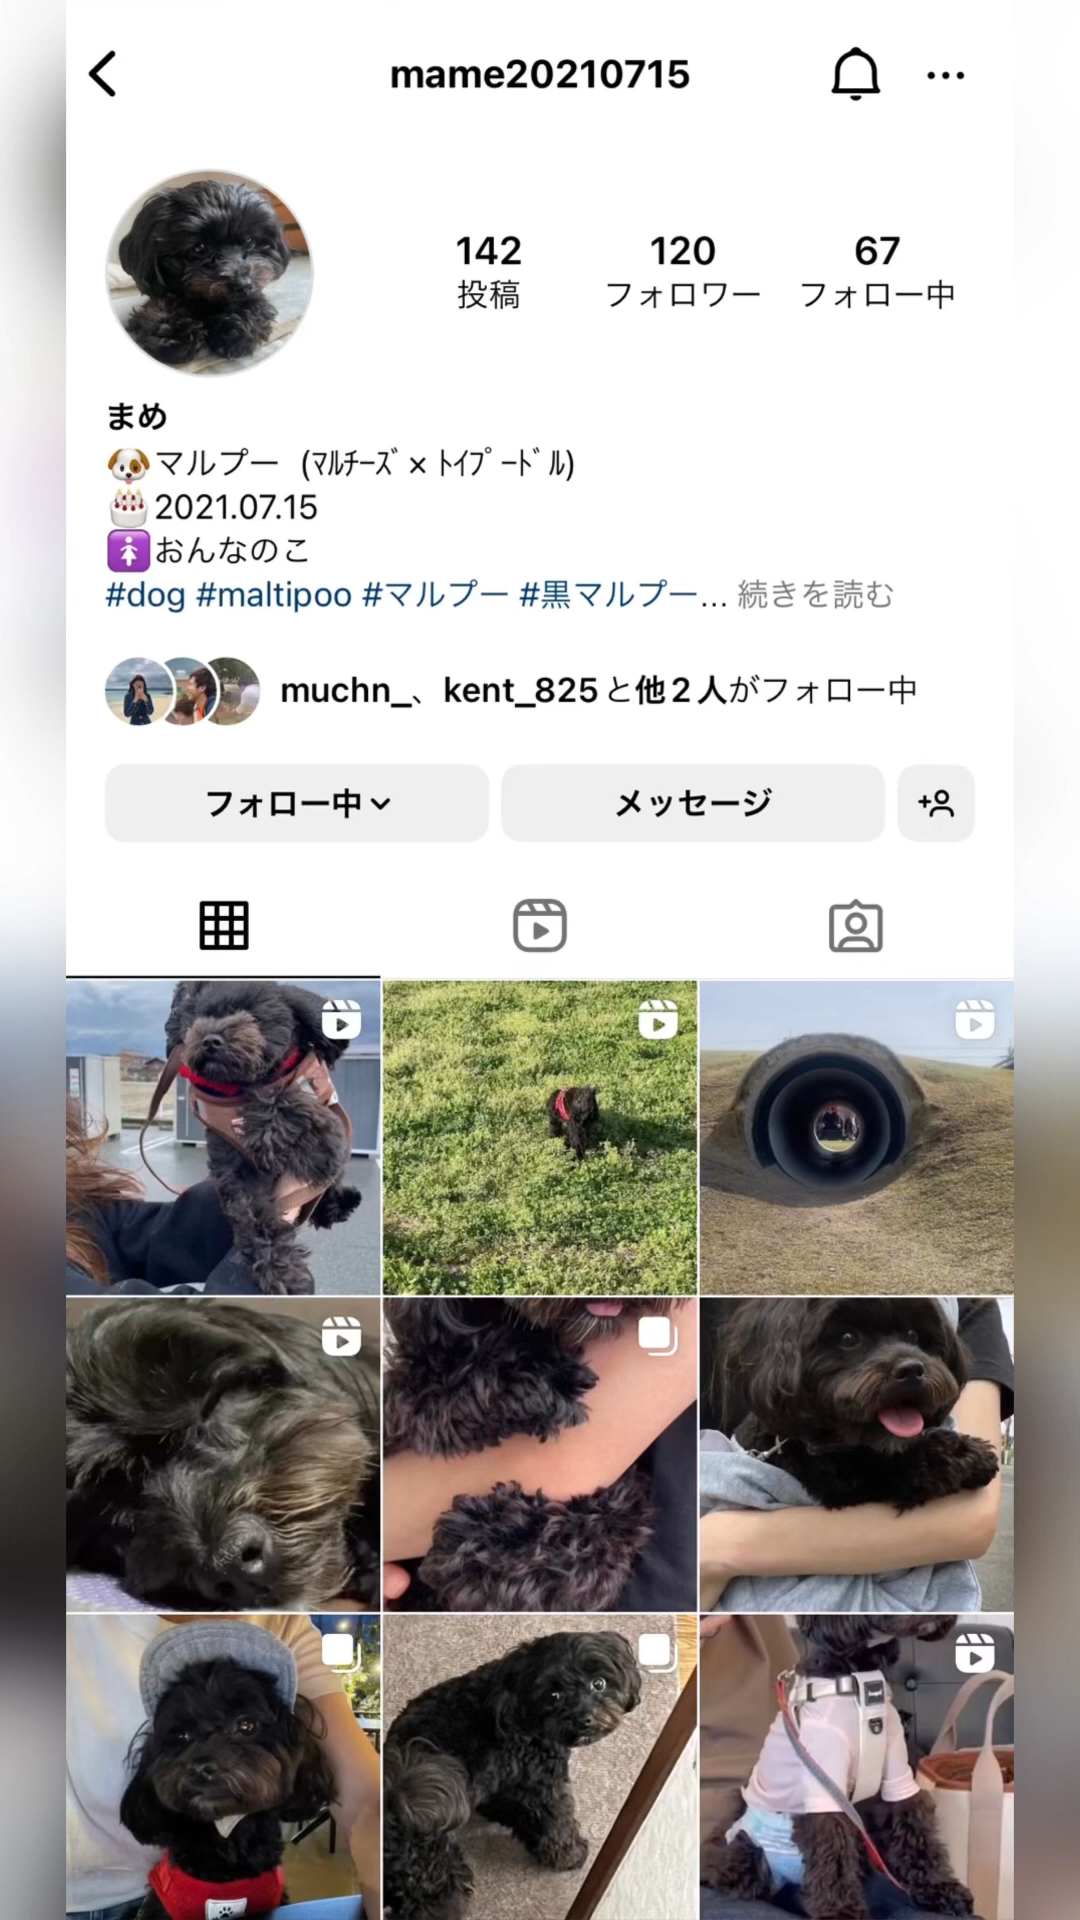 mame20210715
142
投稿
120
フォロワー
67
フォロー中
まめ
マルプー (ﾏﾙﾁｰｽﾞ × ﾄｲﾌﾟｰﾄﾞﾙ)
2021.07.15
おんなのこ
#dog #maltipoo #マルプー #黒マルプー... 続きを読む
muchn_、kent_825と他2人がフォロー中
フォロー中
メッセージ